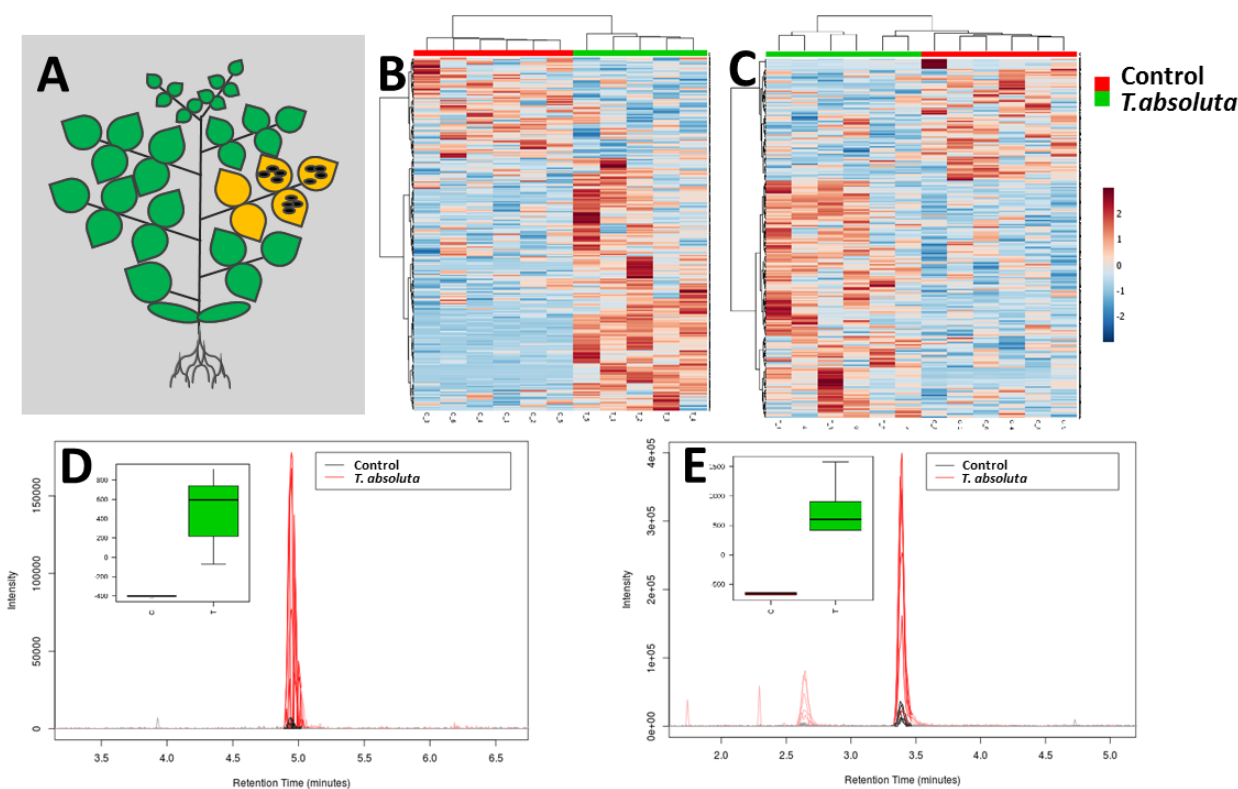 A
B
C
Control
T.absoluta
2
1
0
-1
-2
D
Control
T. absoluta
800
600
400
200
0
-200
-400
C
T
150000
100000
50000
0
Intensity
3.5
4.0
4.5
5.0
5.5
6.0
6.5
Retention Time (minutes)
E
Control
T. absoluta
500
0
-500
C
T
4e+05
3e+05
2e+05
1e+05
0e+00
Intensity
2.0
2.5
3.0
3.5
4.0
4.5
5.0
Retention Time (minutes)